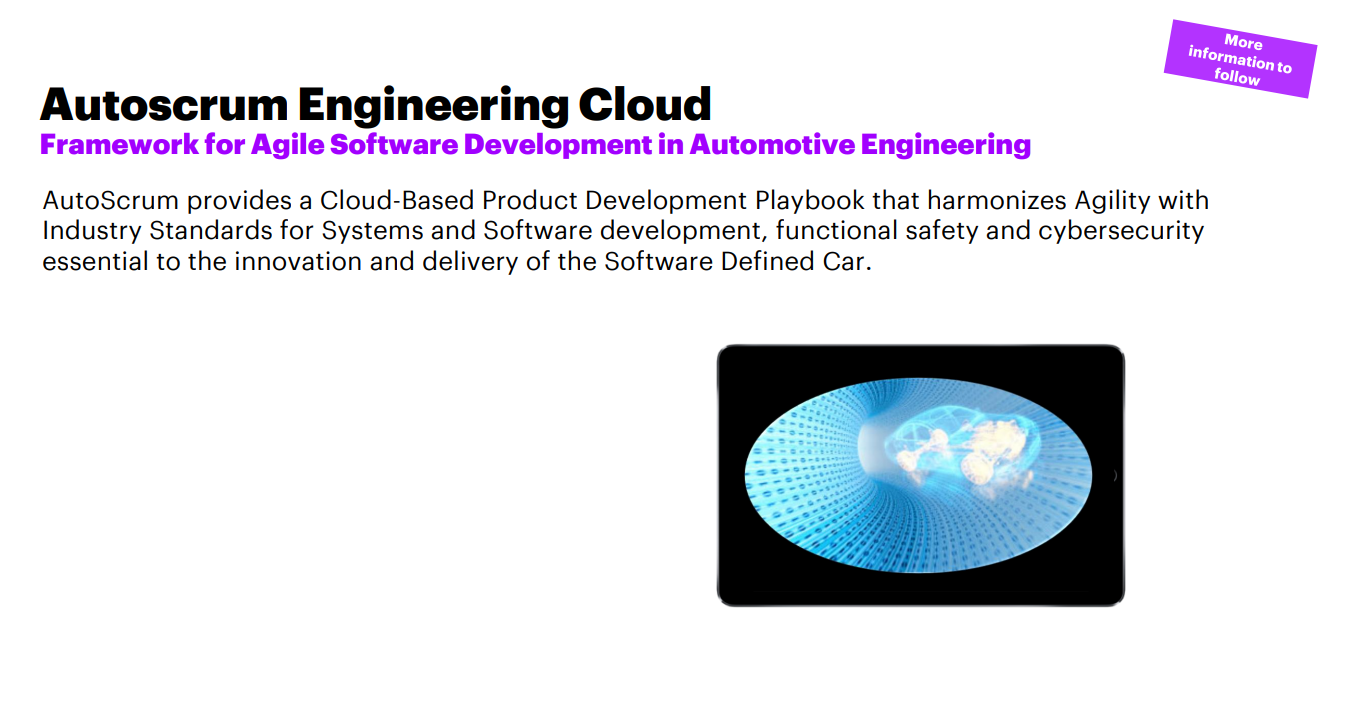 More
information to
follow
Autoscrum Engineering Cloud
Framework for Agile Software Development in Automotive Engineering
AutoScrum provides a Cloud-Based Product Development Playbook that harmonizes Agility with
Industry Standards for Systems and Software development, functional safety and cybersecurity
essential to the innovation and delivery of the Software Defined Car.